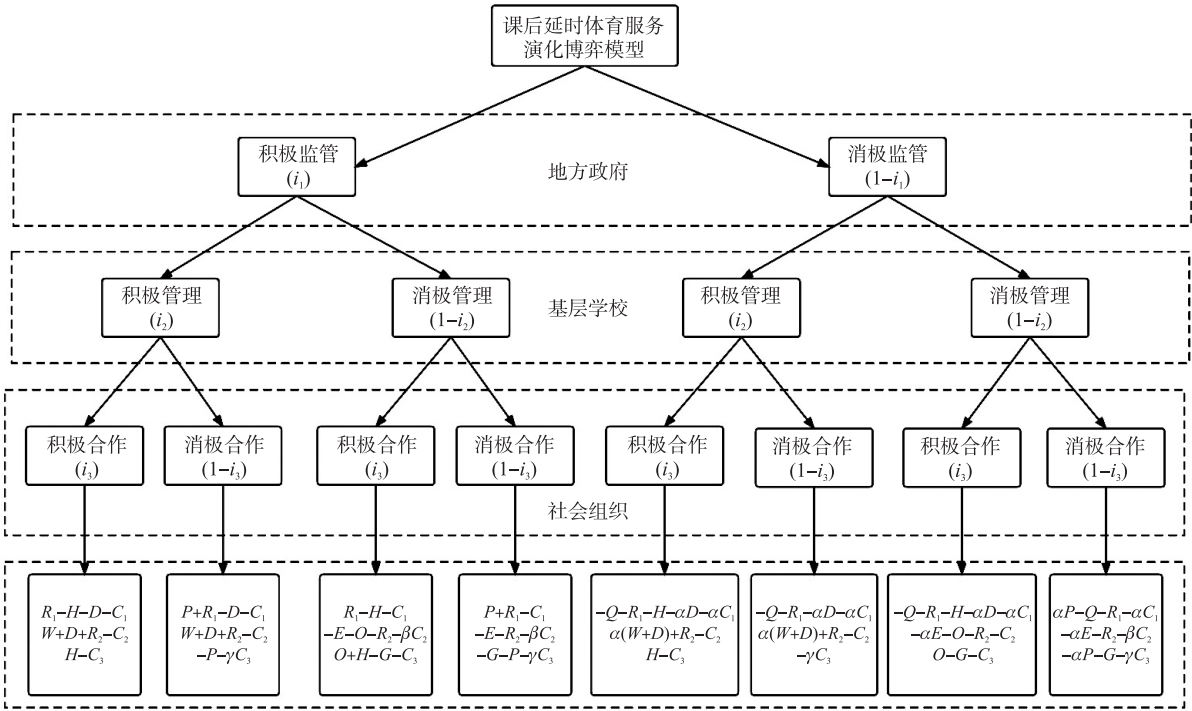 课后延时体育服务
演化博弈模型
积极监管
(i₁)
地方政府
消极监管
(1−i₁)
积极管理
(i₂)
消极管理
(1−i₂)
基层学校
积极管理
(i₂)
消极管理
(1−i₂)
积极合作
(i₃)
消极合作
(1−i₃)
积极合作
(i₃)
消极合作
(1−i₃)
积极合作
(i₃)
消极合作
(1−i₃)
积极合作
(i₃)
消极合作
(1−i₃)
社会组织
R₁−H−D−C₁
W+D+R₂−C₂
H−C₃
P+R₁−D−C₁
W+D+R₂−C₂
−P−γC₃
R₁−H−C₁
−E−O−R₂−βC₂
O+H−G−C₃
P+R₁−C₁
−E−R₂−βC₂
−G−P−γC₃
−Q−R₁−H−αD−αC₁
α(W+D)+R₂−C₂
H−C₃
−Q−R₁−αD−αC₁
α(W+D)+R₂−C₂
−γC₃
−Q−R₁−H−αD−αC₁
−αE−O−R₂−C₂
O−G−C₃
αP−Q−R₁−αC₁
−αE−R₂−βC₂
−αP−G−γC₃